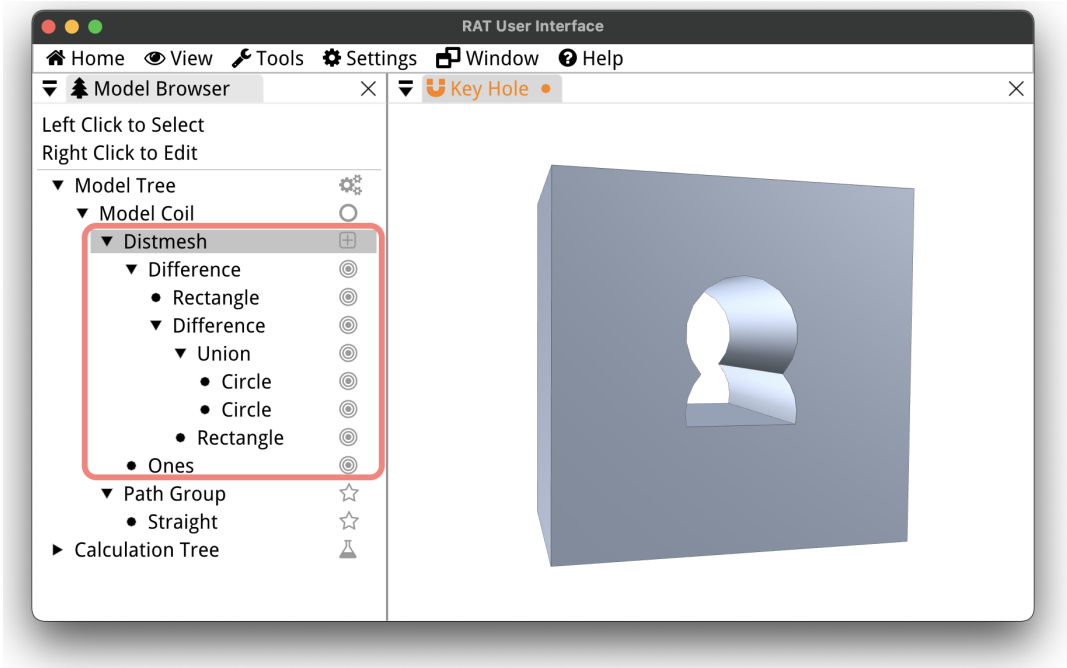 RAT User Interface
Home View Tools Settings Window Help
Model Browser
Key Hole
Left Click to Select
Right Click to Edit
Model Tree
Model Coil
Distmesh
Difference
Rectangle
Difference
Union
Circle
Circle
Rectangle
Ones
Path Group
Straight
Calculation Tree